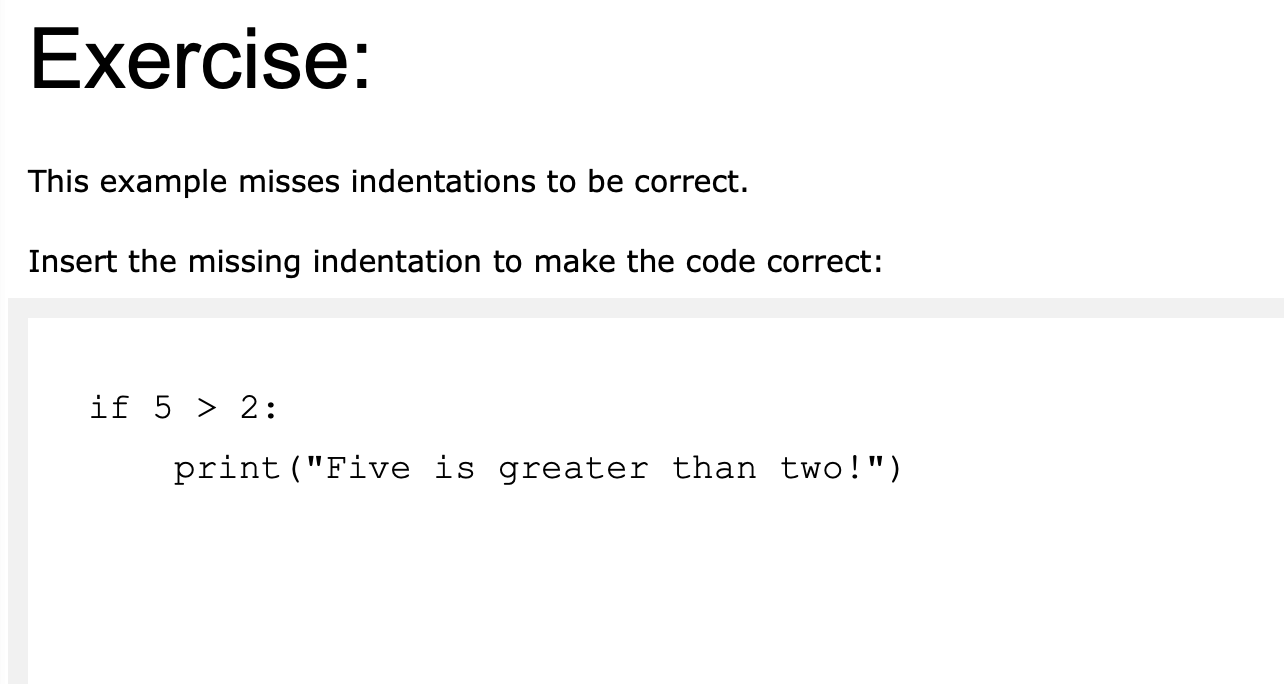 Exercise:
This example misses indentations to be correct.
Insert the missing indentation to make the code correct:
if 5 > 2:
    print("Five is greater than two!")